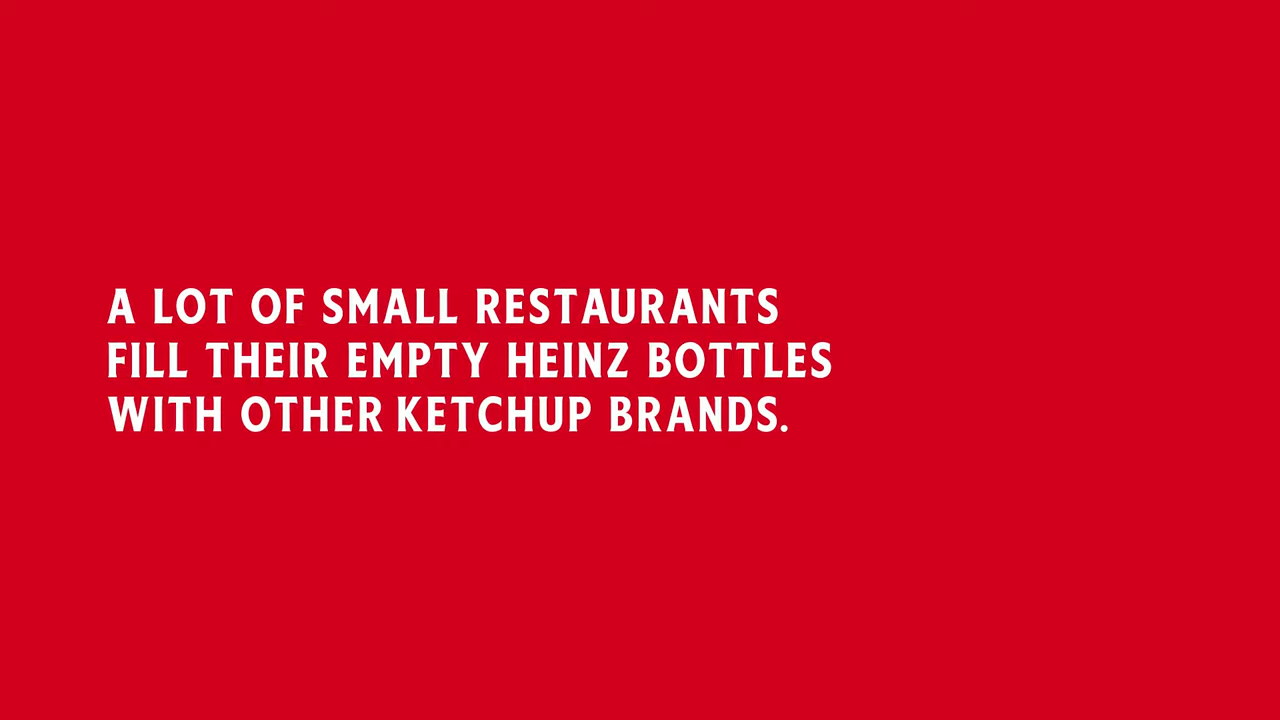 A LOT OF SMALL RESTAURANTS
FILL THEIR EMPTY HEINZ BOTTLES
WITH OTHER KETCHUP BRANDS.